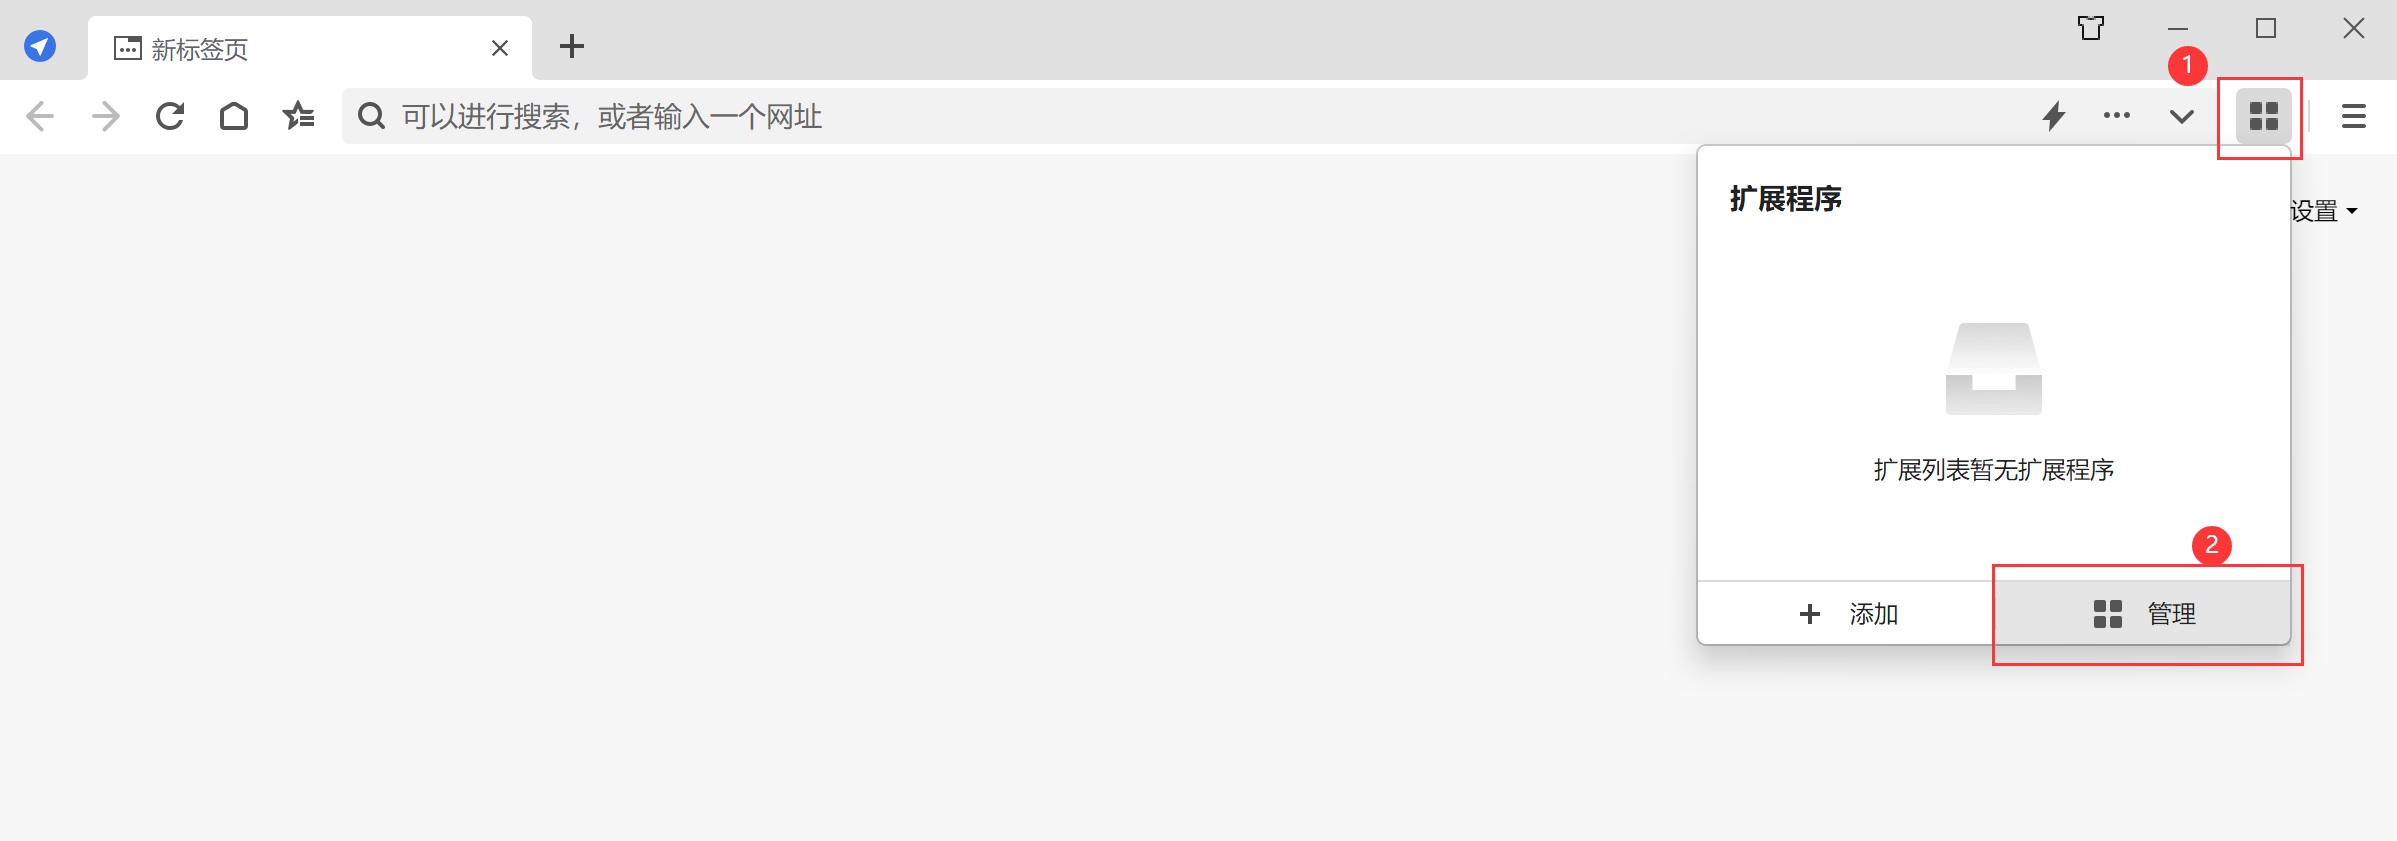 新标签页
1
可以进行搜索，或者输入一个网址
扩展程序
设置
扩展列表暂无扩展程序
2
添加
管理